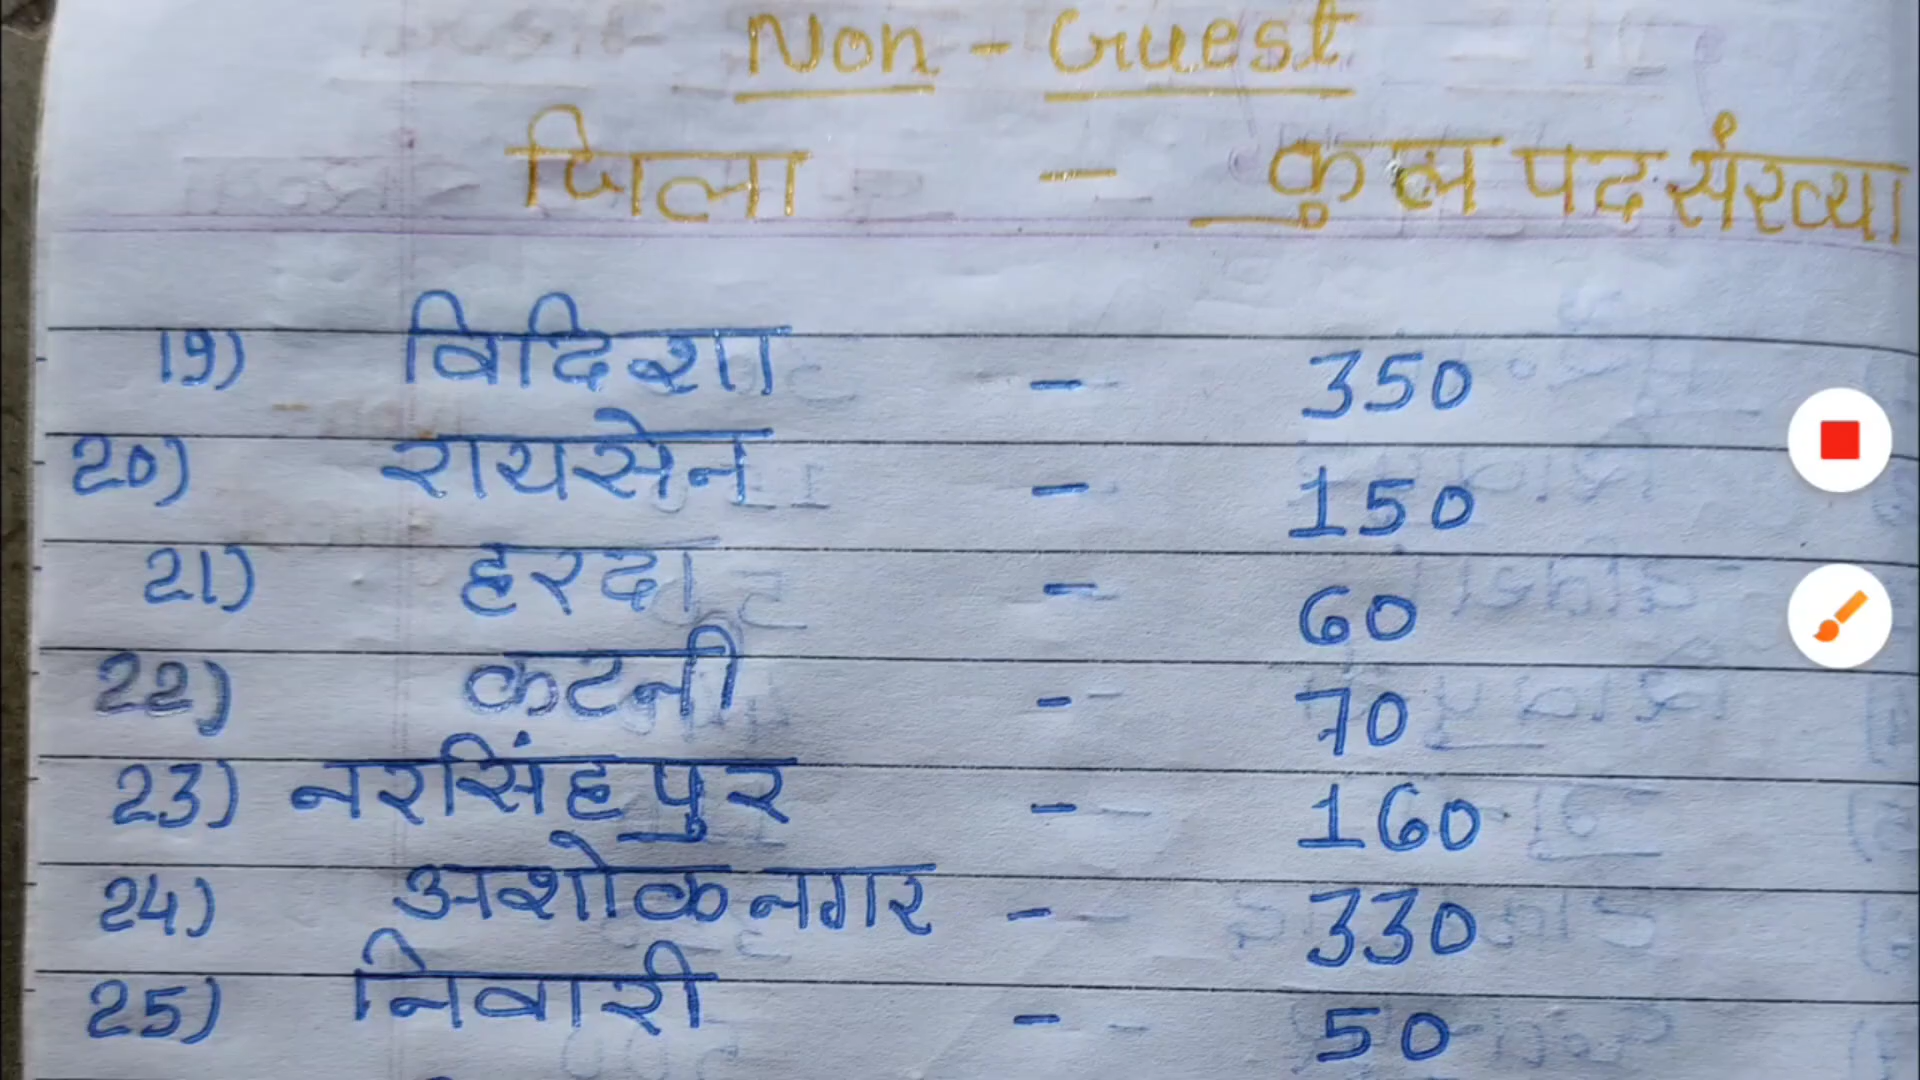 Non - Guest
जिला - कुल पद संख्या
19) विदिशा - 350
20) रायसेन - 150
21) हरदा - 60
22) कटनी - 70
23) नरसिंहपुर - 160
24) अशोकनगर - 330
25) निवारी - 50